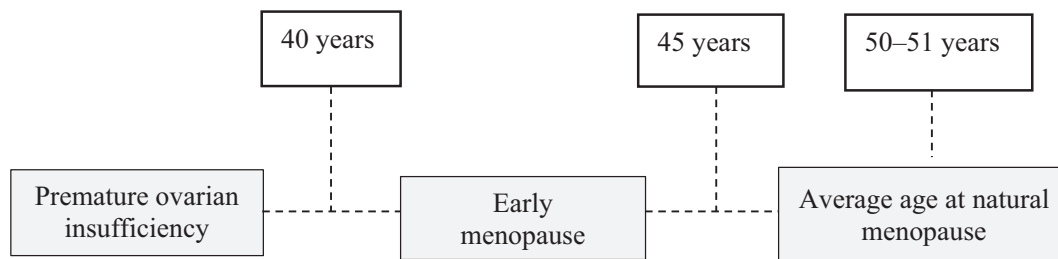 40 years
45 years
50–51 years
Premature ovarian
insufficiency
Early
menopause
Average age at natural
menopause